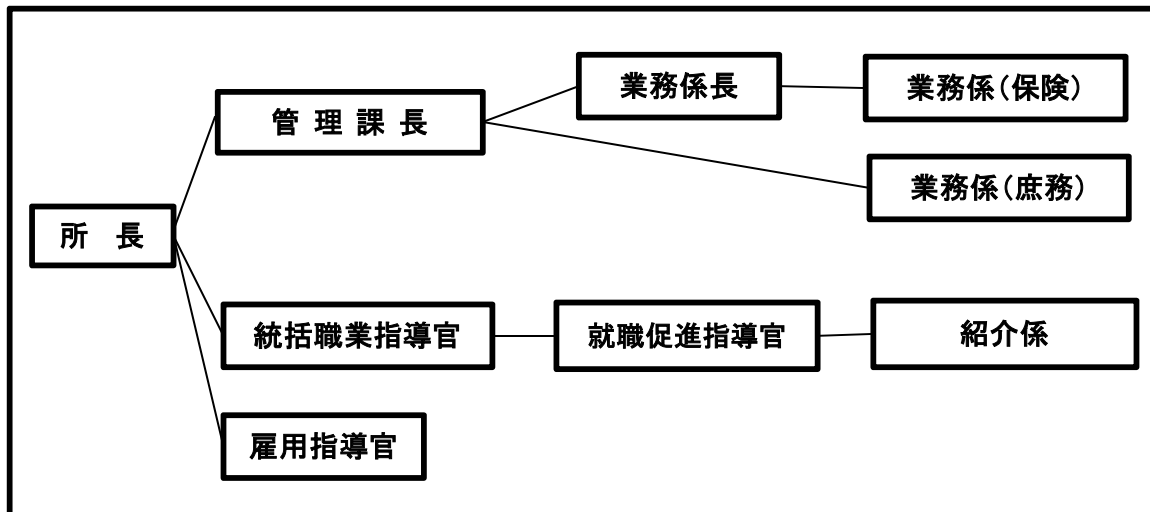 業務係長
業務係（保険）
管 理 課 長
業務係（庶務）
所　長
統括職業指導官
就職促進指導官
紹介係
雇用指導官